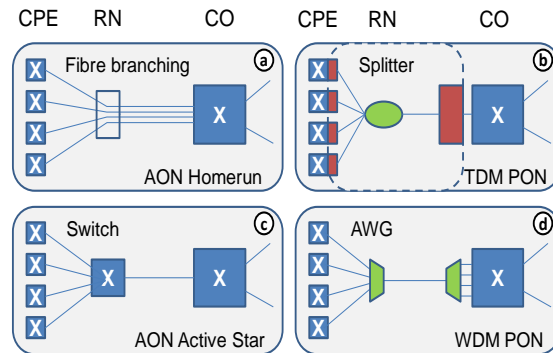 CPE RN CO CPE RN CO
Fibre branching a
X X
X
X
X
AON Homerun
Splitter b
X X
X
X
X
TDM PON
Switch c
X
X X X
X
X
AON Active Star
AWG d
X
X X
X
X
WDM PON